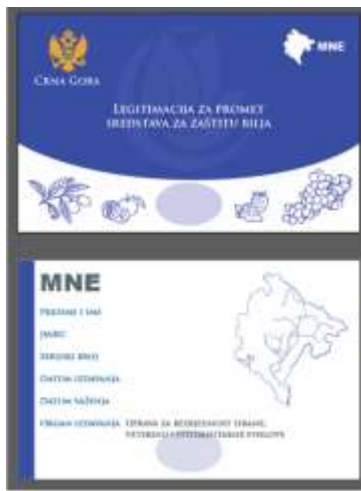 CRNA GORA
MNE
LEGITIMACIJA ZA PROMET
SREDSTAVA ZA ZAŠTITU BILJA
MNE
PREZIME I IME
JMBG
SERIJSKI BROJ
DATUM IZDAVANJA
DATUM VAŽENJA
ORGAN IZDAVANJA UPRAVA ZA BEZBJEDNOST HRANE,
VETERINU I FITOSANITARNE POSLOVE